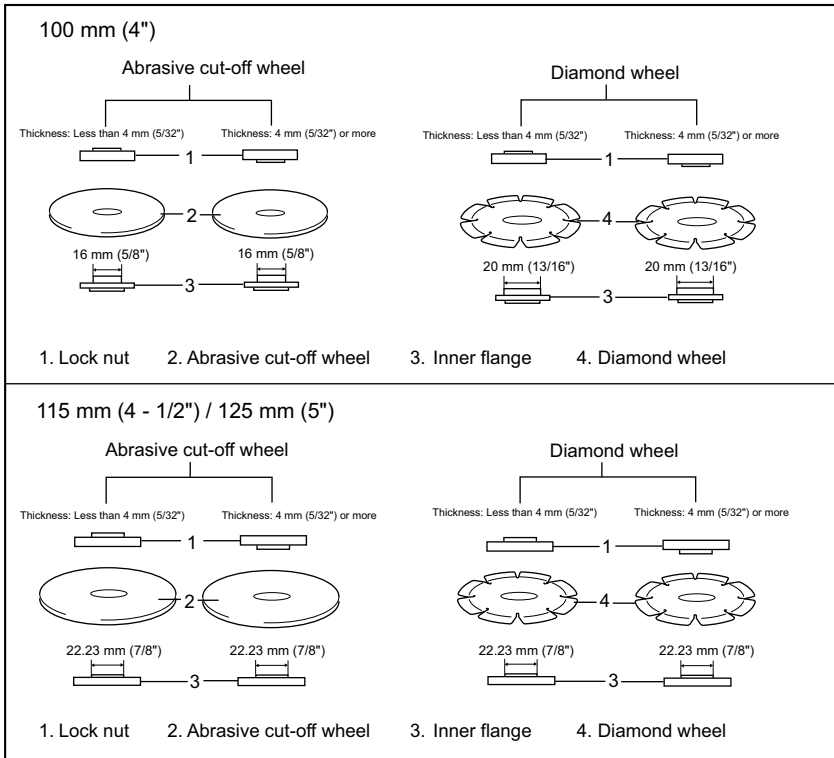 100 mm (4")
Abrasive cut-off wheel
Diamond wheel
Thickness: Less than 4 mm (5/32")
Thickness: 4 mm (5/32") or more
Thickness: Less than 4 mm (5/32")
Thickness: 4 mm (5/32") or more
1
1
2
4
16 mm (5/8")
16 mm (5/8")
20 mm (13/16")
20 mm (13/16")
3
3
1. Lock nut 2. Abrasive cut-off wheel 3. Inner flange 4. Diamond wheel
115 mm (4 - 1/2") / 125 mm (5")
Abrasive cut-off wheel
Diamond wheel
Thickness: Less than 4 mm (5/32")
Thickness: 4 mm (5/32") or more
Thickness: Less than 4 mm (5/32")
Thickness: 4 mm (5/32") or more
1
1
2
4
22.23 mm (7/8")
22.23 mm (7/8")
22.23 mm (7/8")
22.23 mm (7/8")
3
3
1. Lock nut 2. Abrasive cut-off wheel 3. Inner flange 4. Diamond wheel